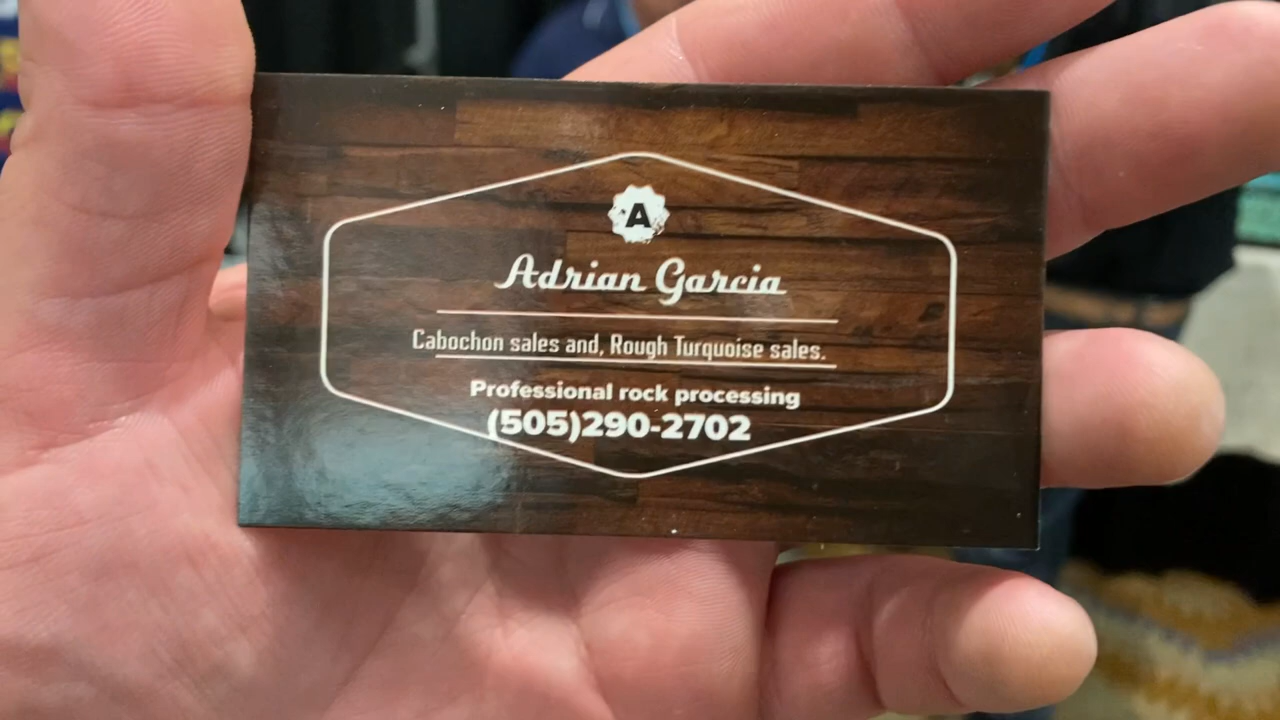 A
Adrian Garcia
Cabochon sales and, Rough Turquoise sales.
Professional rock processing
(505)290-2702